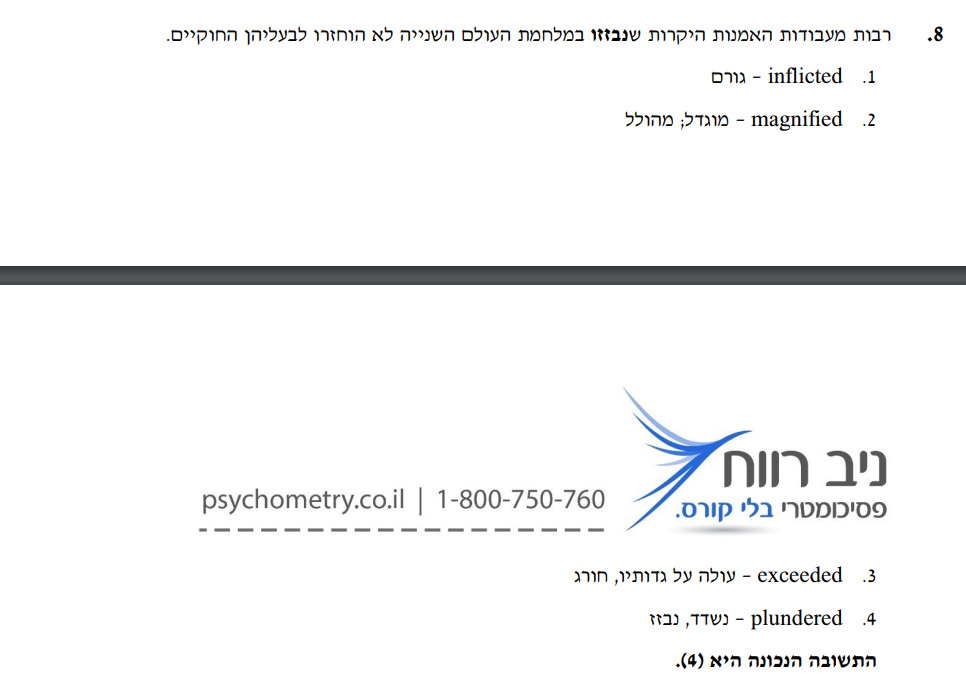 8. רבות מעבודות האמנות היקרות שנבזזו במלחמת העולם השנייה לא הוחזרו לבעליהן החוקיים.
1. inflicted – גורם
2. magnified – מוגדל; מהולל
ניב רווח
פסיכומטרי בלי קורס.
psychometry.co.il | 1-800-750-760
3. exceeded – עולה על גדותיו, חורג
4. plundered – נשדד, נבזז
התשובה הנכונה היא (4).